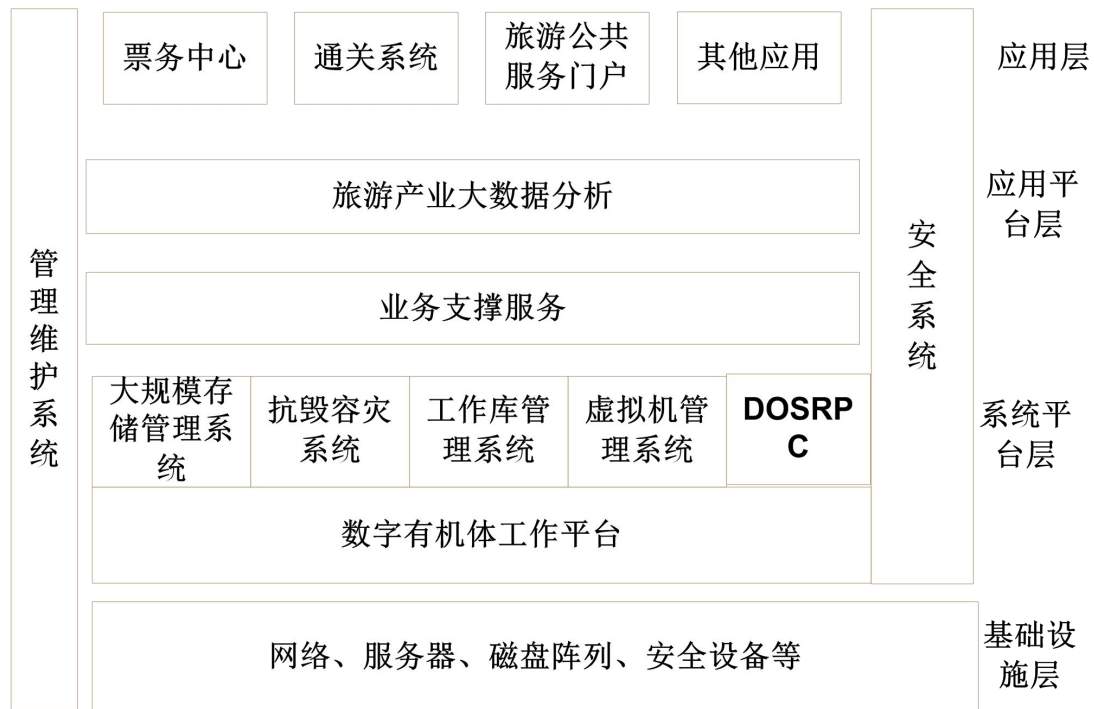 票务中心
通关系统
旅游公共
服务门户
其他应用
应用层
旅游产业大数据分析
应用平
台层
管
理
维
护
系
统
安
全
系
统
业务支撑服务
大规模存
储管理系
统
抗毁容灾
系统
工作库管
理系统
虚拟机管
理系统
DOSRP
C
系统平
台层
数字有机体工作平台
网络、服务器、磁盘阵列、安全设备等
基础设
施层